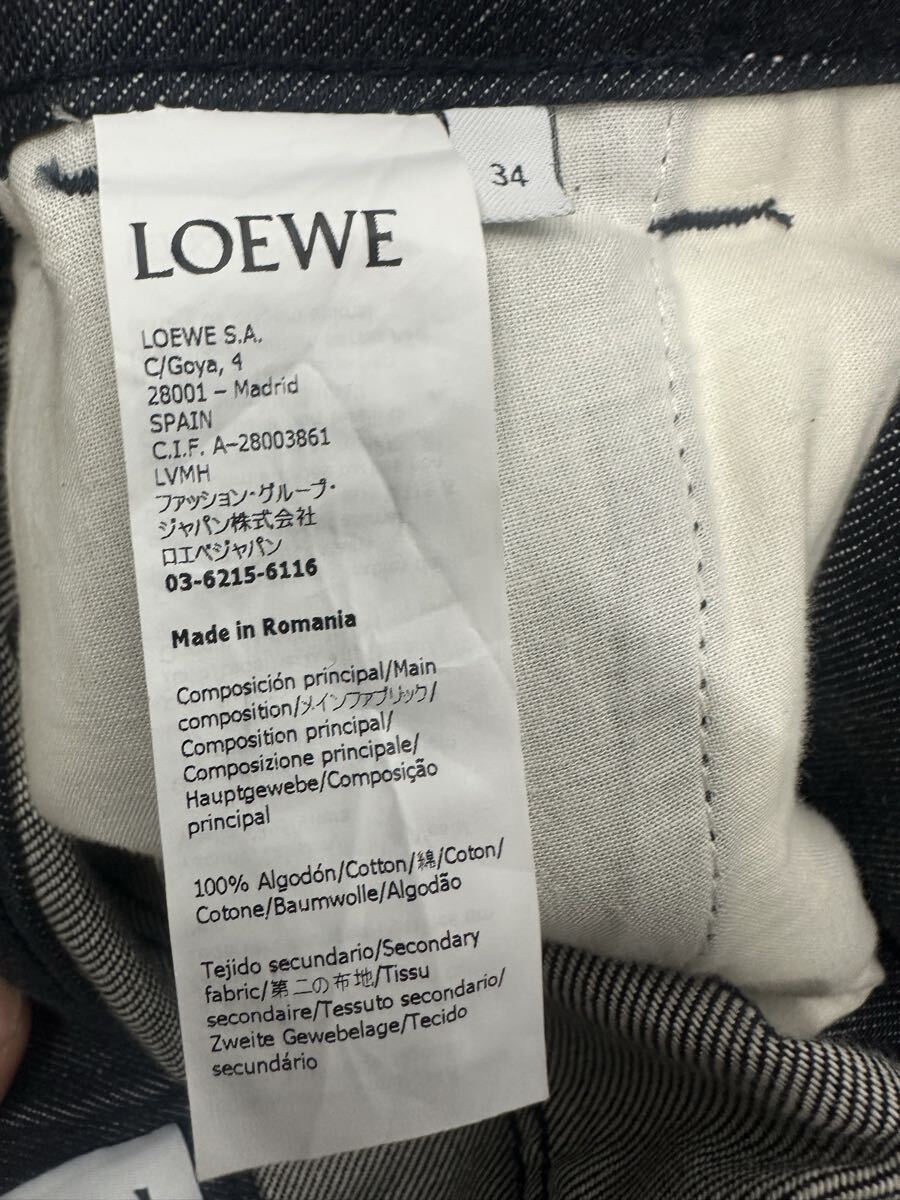 34
LOEWE
LOEWE S.A.
C/Goya, 4
28001 – Madrid
SPAIN
C.I.F. A-28003861
LVMH
ファッション・グループ・
ジャパン株式会社
ロエベジャパン
03-6215-6116
Made in Romania
Composición principal/Main
composition/メインファブリック/
Composition principal/
Composizione principale/
Hauptgewebe/Composição
principal
100% Algodón/Cotton/綿/Coton/
Cotone/Baumwolle/Algodão
Tejido secundario/Secondary
fabric/第二の布地/Tissu
secondaire/Tessuto secondario/
Zweite Gewebelage/Tecido
secundário